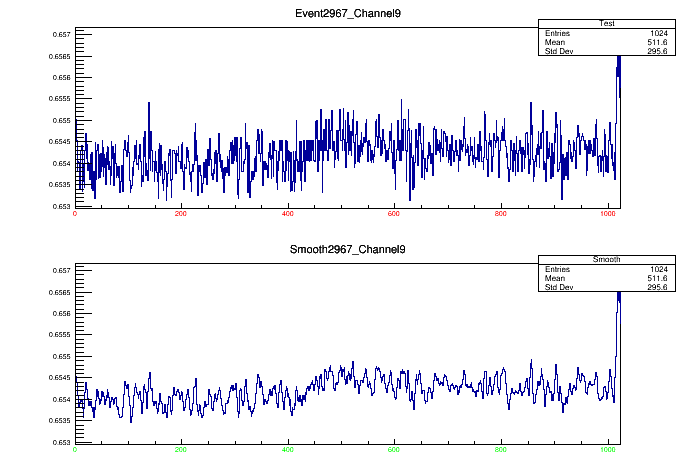 Event2967_Channel9
Test
Entries 1024
Mean 511.6
Std Dev 295.6
0.657
0.6565
0.656
0.6555
0.655
0.6545
0.654
0.6535
0.653
0 200 400 600 800 1000
Smooth2967_Channel9
Smooth
Entries 1024
Mean 511.6
Std Dev 295.6
0.657
0.6565
0.656
0.6555
0.655
0.6545
0.654
0.6535
0.653
0 200 400 600 800 1000